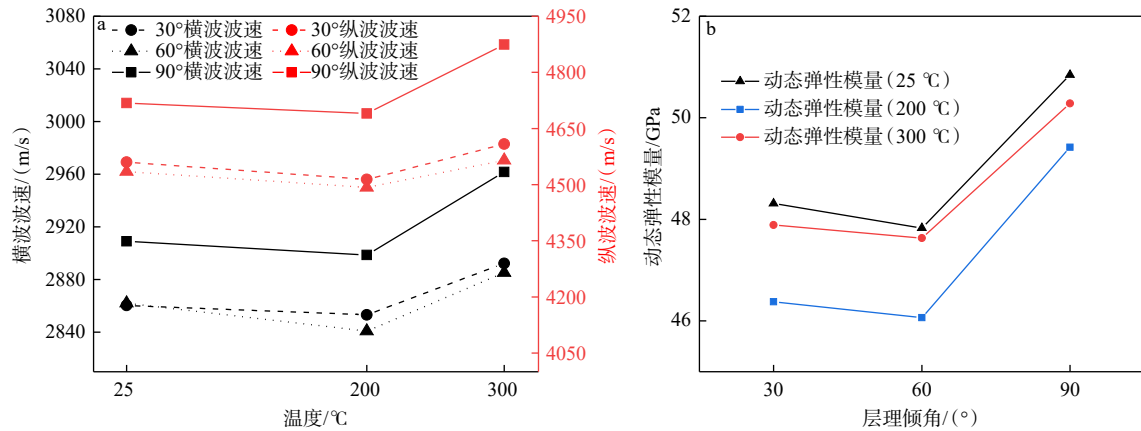 a
30°横波波速
30°纵波波速
60°横波波速
60°纵波波速
90°横波波速
90°纵波波速
3080
3040
3000
2960
2920
2880
2840
横波波速/(m/s)
4950
4800
4650
4500
4350
4200
4050
纵波波速/(m/s)
25
200
300
温度/℃
b
动态弹性模量(25 ℃)
动态弹性模量(200 ℃)
动态弹性模量(300 ℃)
52
50
48
46
动态弹性模量/GPa
30
60
90
层理倾角/(°)